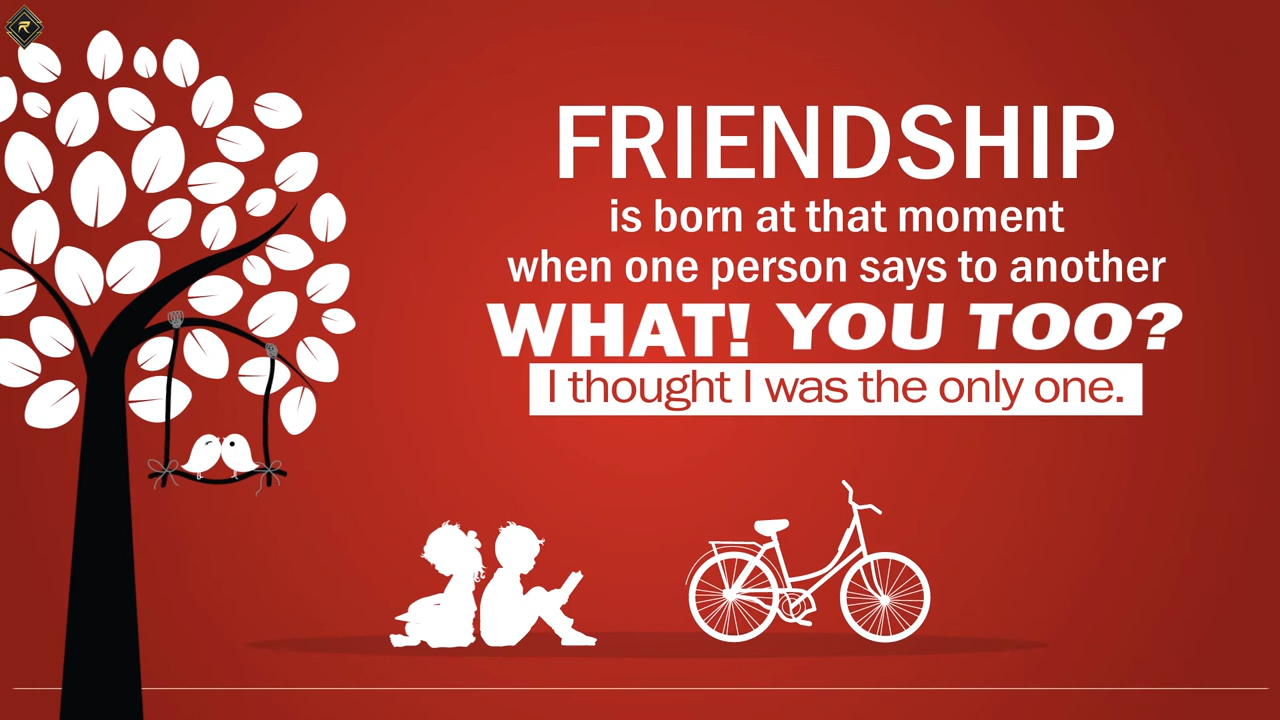 FRIENDSHIP
is born at that moment
when one person says to another
WHAT! YOU TOO?
I thought I was the only one.